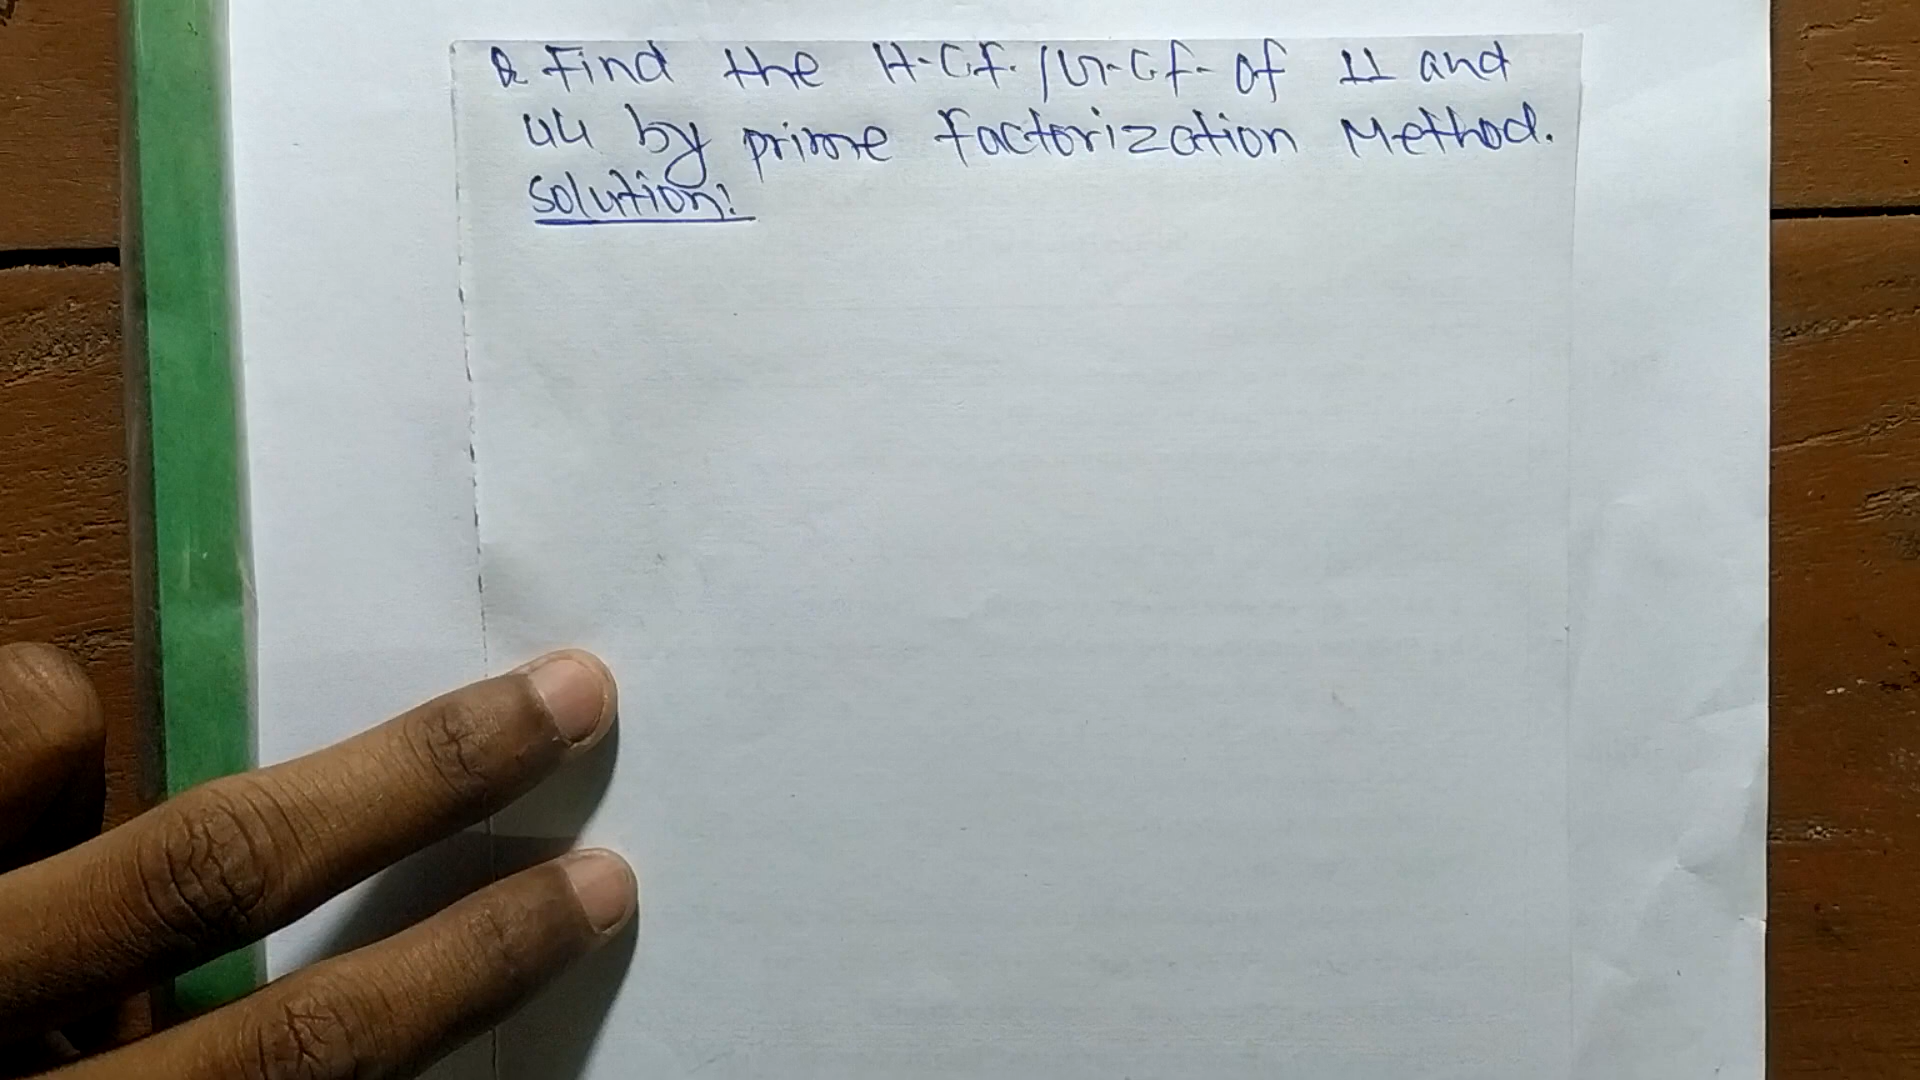 Q Find the H.C.F. / G.C.F. of 11 and
44 by prime factorization Method.
Solution: